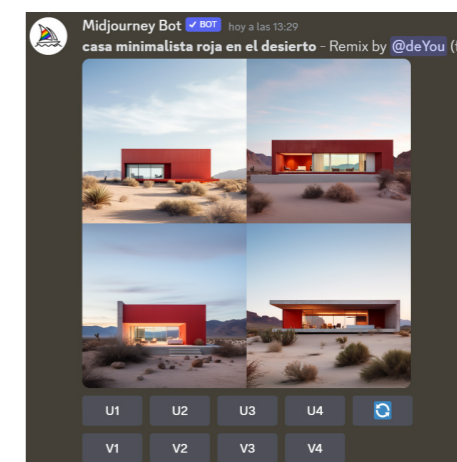 Midjourney Bot ✓ BOT hoy a las 13:29
casa minimalista roja en el desierto - Remix by @deYou (
U1 U2 U3 U4
V1 V2 V3 V4